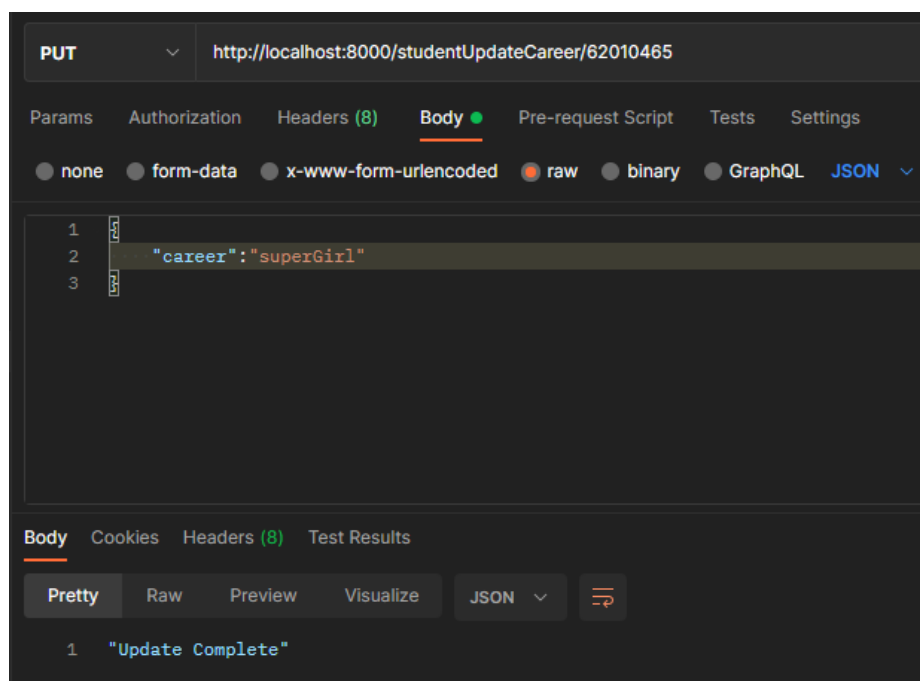 PUT http://localhost:8000/studentUpdateCareer/62010465
Params Authorization Headers (8) Body Pre-request Script Tests Settings
none form-data x-www-form-urlencoded raw binary GraphQL JSON
1 {
2 "career":"superGirl"
3 }
Body Cookies Headers (8) Test Results
Pretty Raw Preview Visualize JSON
1 "Update Complete"